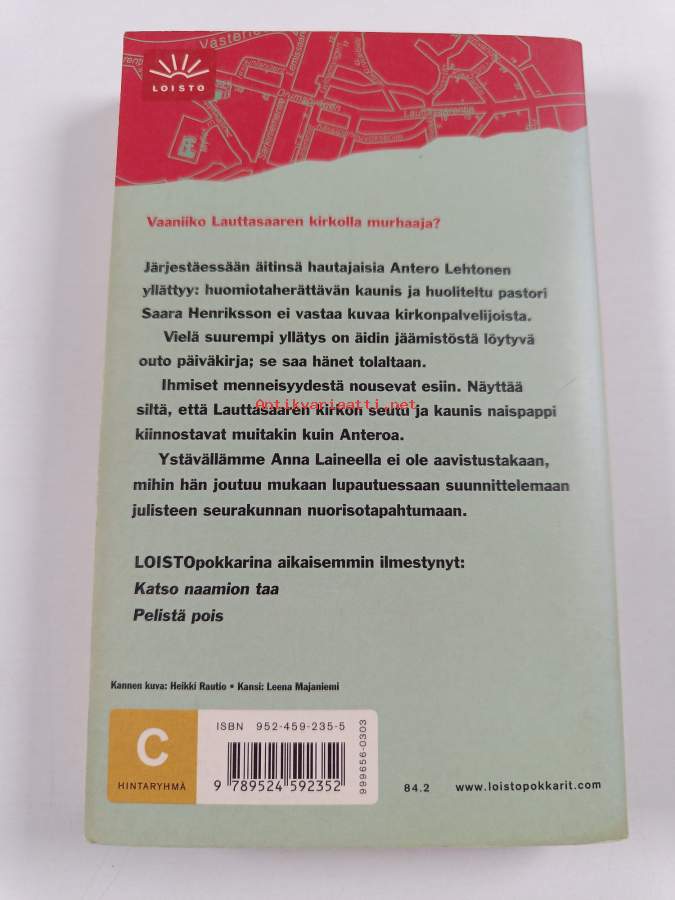 Västerl
LOISTO
Drumsövägen
Vaaniiko Lauttasaaren kirkolla murhaaja?
Järjestäessään äitinsä hautajaisia Antero Lehtonen
yllättyy: huomiotaherättävän kaunis ja huoliteltu pastori
Saara Henriksson ei vastaa kuvaa kirkonpalvelijoista.
Vielä suurempi yllätys on äidin jäämistöstä löytyvä
outo päiväkirja; se saa hänet tolaltaan.
Ihmiset menneisyydestä nousevat esiin. Näyttää
siltä, että Lauttasaaren kirkon seutu ja kaunis naispappi
Antikvariaatti.net
kiinnostavat muitakin kuin Anteroa.
Ystävällämme Anna Laineella ei ole aavistustakaan,
mihin hän joutuu mukaan lupautuessaan suunnittelemaan
julisteen seurakunnan nuorisotapahtumaan.
LOISTOpokkarina aikaisemmin ilmestynyt:
Katso naamion taa
Pelistä pois
Kannen kuva: Heikki Rautio • Kansi: Leena Majaniemi
C
HINTARYHMÄ
ISBN 952-459-235-5
9 789524 592352
999656-0303
84.2 www.loistopokkarit.com